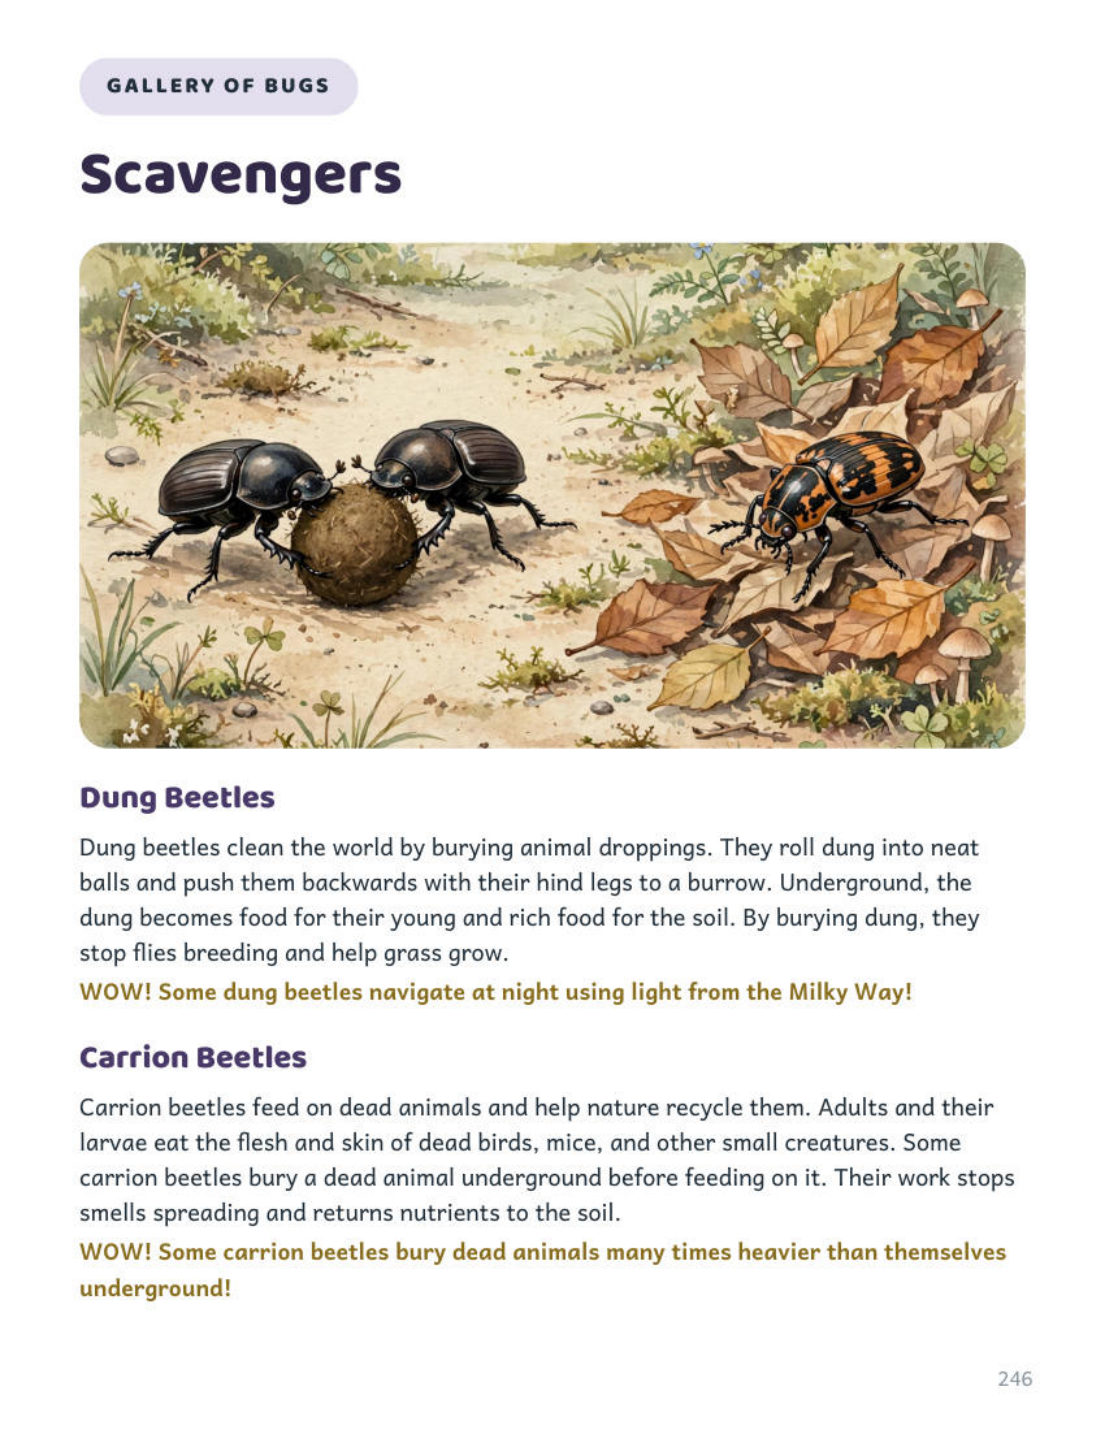 GALLERY OF BUGS
Scavengers
Dung Beetles
Dung beetles clean the world by burying animal droppings. They roll dung into neat
balls and push them backwards with their hind legs to a burrow. Underground, the
dung becomes food for their young and rich food for the soil. By burying dung, they
stop flies breeding and help grass grow.
WOW! Some dung beetles navigate at night using light from the Milky Way!
Carrion Beetles
Carrion beetles feed on dead animals and help nature recycle them. Adults and their
larvae eat the flesh and skin of dead birds, mice, and other small creatures. Some
carrion beetles bury a dead animal underground before feeding on it. Their work stops
smells spreading and returns nutrients to the soil.
WOW! Some carrion beetles bury dead animals many times heavier than themselves
underground!
246